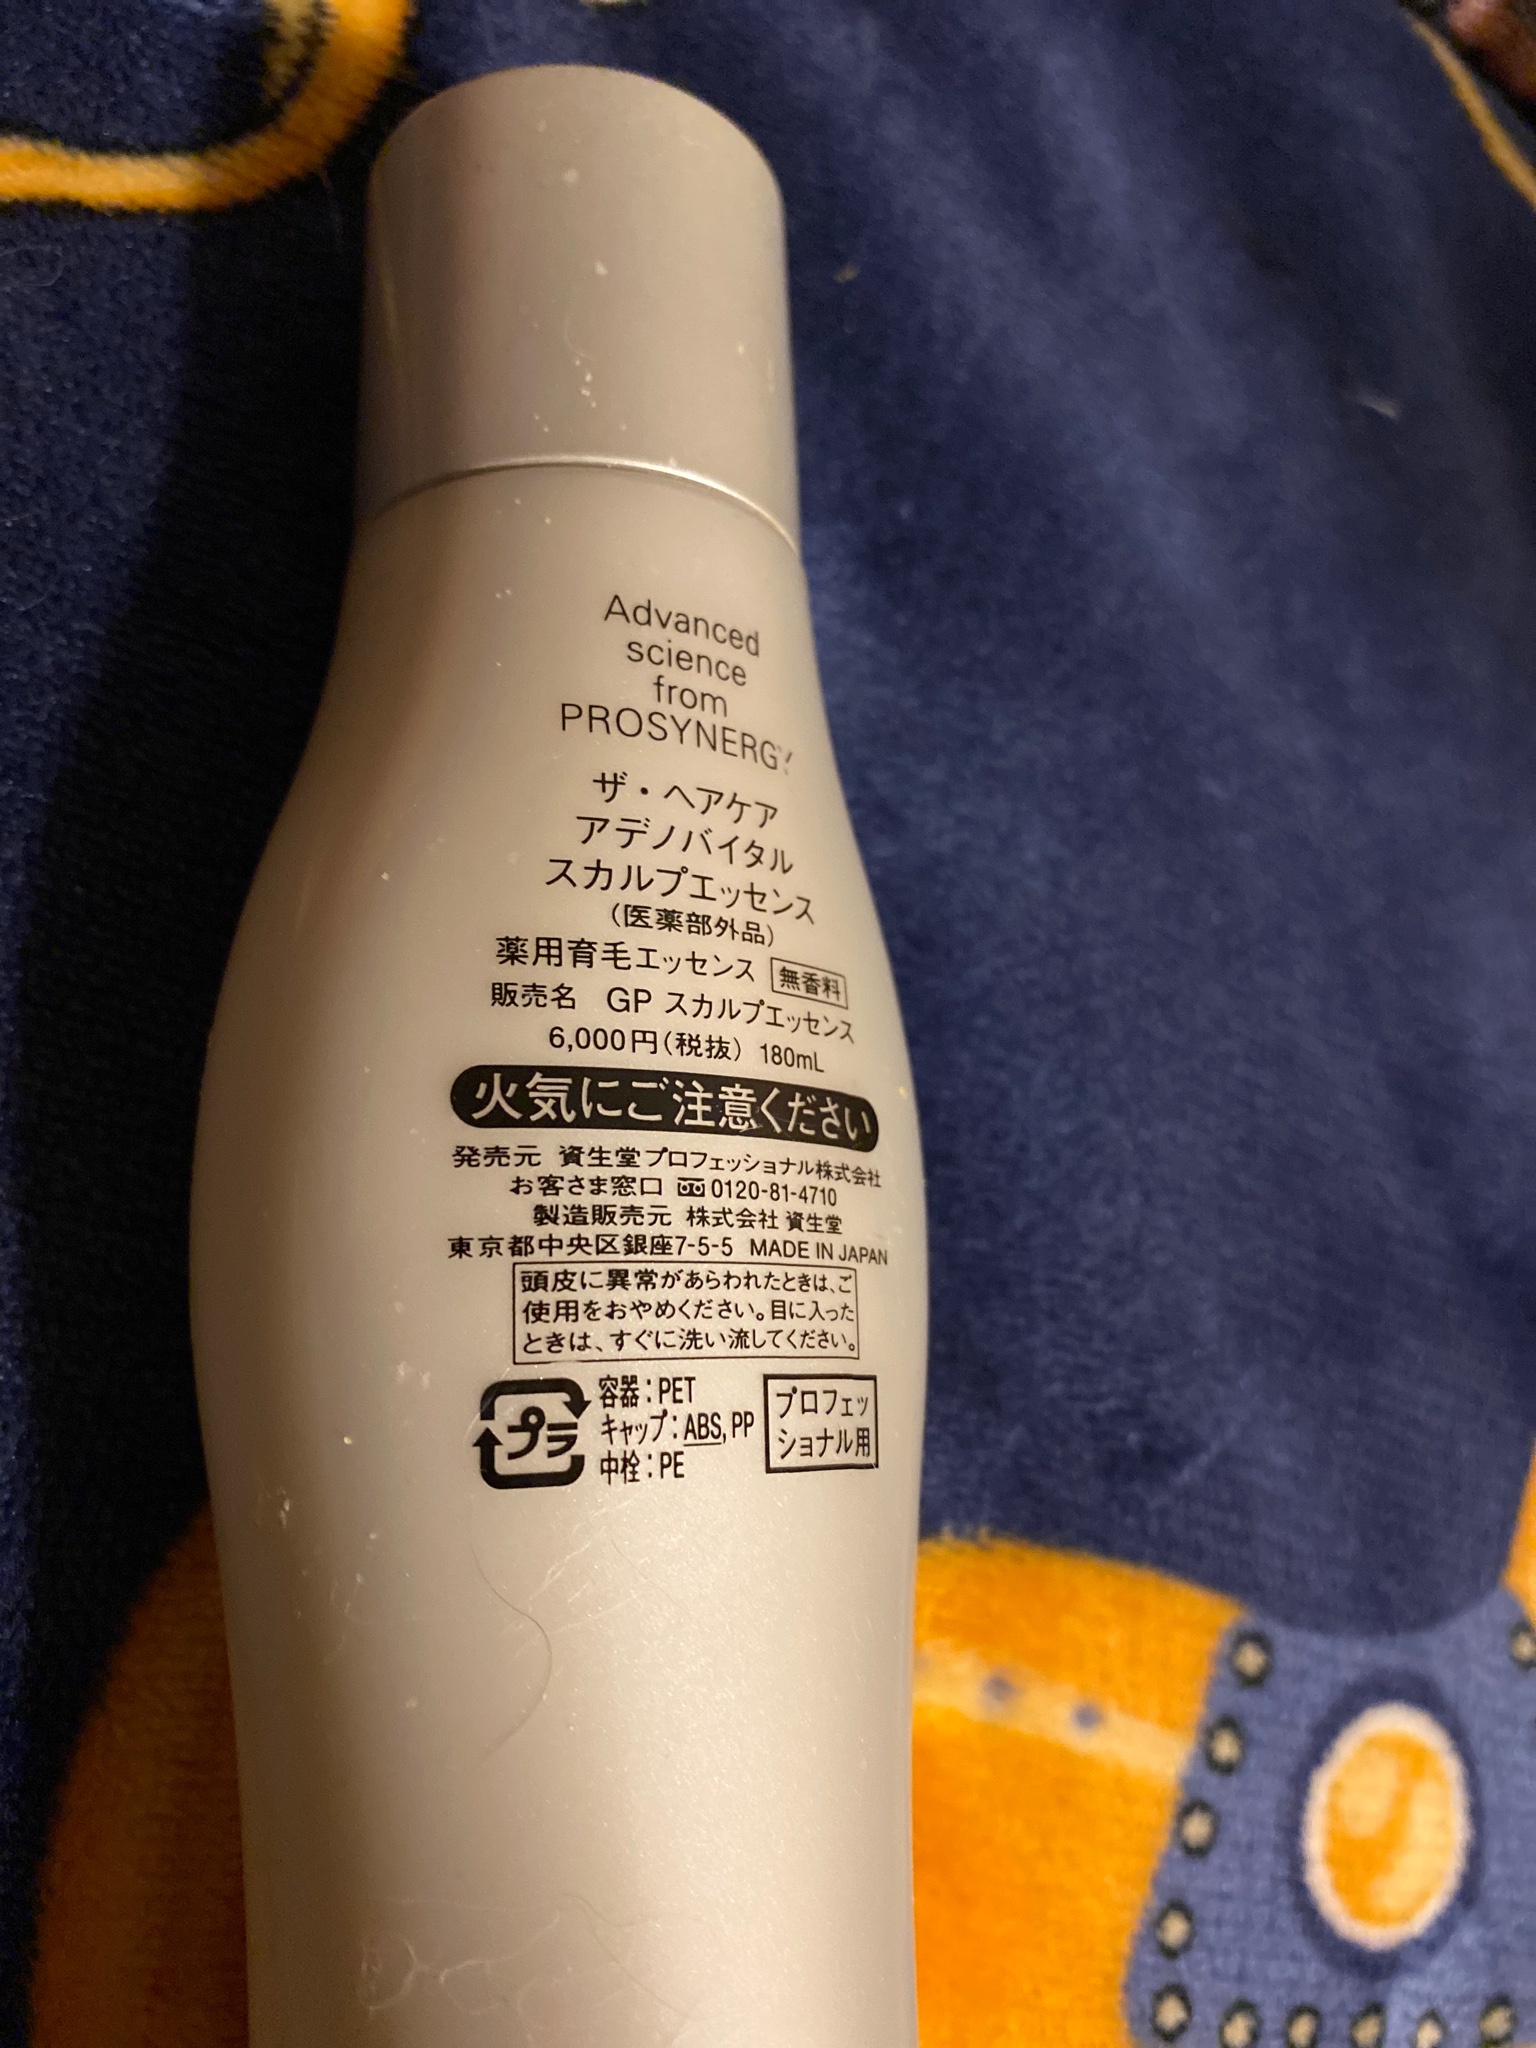 Advanced
science
from
PROSYNERGY
ザ・ヘアケア
アデノバイタル
スカルプエッセンス
(医薬部外品)
薬用育毛エッセンス 無香料
販売名 GP スカルプエッセンス
6,000円(税抜) 180mL
火気にご注意ください
発売元 資生堂プロフェッショナル株式会社
お客さま窓口 0120-81-4710
製造販売元 株式会社 資生堂
東京都中央区銀座7-5-5 MADE IN JAPAN
頭皮に異常があらわれたときは、ご
使用をおやめください。目に入った
ときは、すぐに洗い流してください。
プラ
容器:PET
キャップ:ABS,PP
中栓:PE
プロフェッ
ショナル用